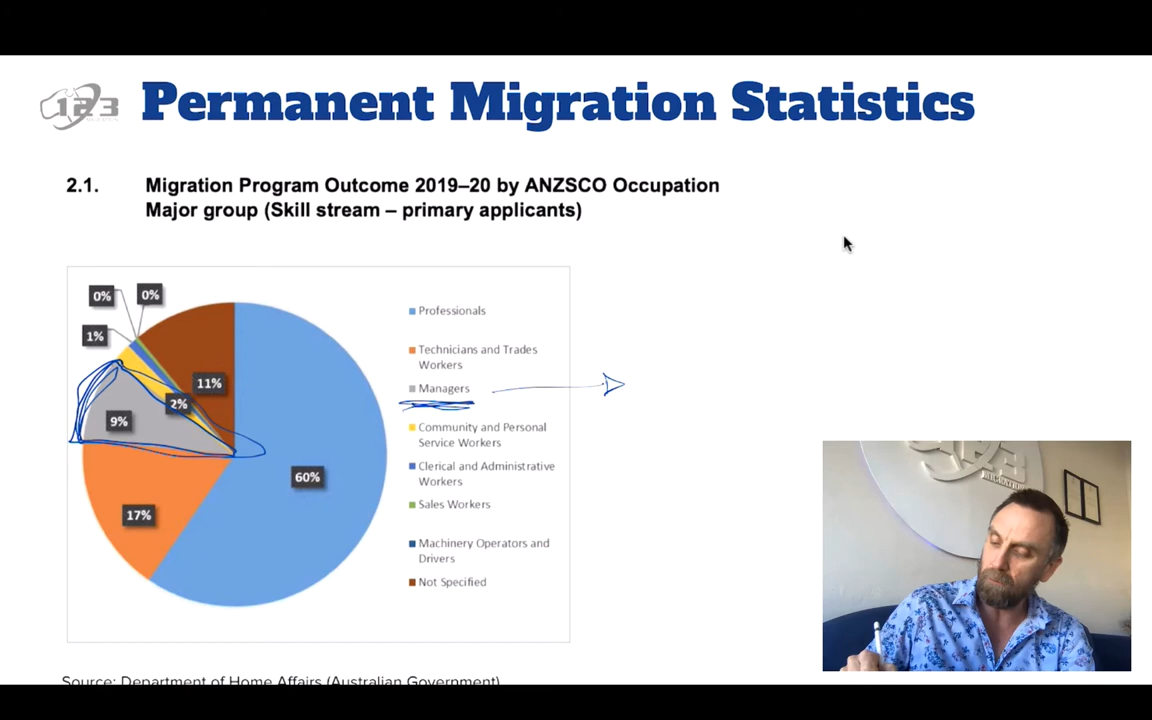 123
Permanent Migration Statistics
2.1. Migration Program Outcome 2019–20 by ANZSCO Occupation
Major group (Skill stream – primary applicants)
0%
0%
1%
11%
2%
9%
60%
17%
Professionals
Technicians and Trades
Workers
Managers
Community and Personal
Service Workers
Clerical and Administrative
Workers
Sales Workers
Machinery Operators and
Drivers
Not Specified
123
MIGRATION
Source: Department of Home Affairs (Australian Government)